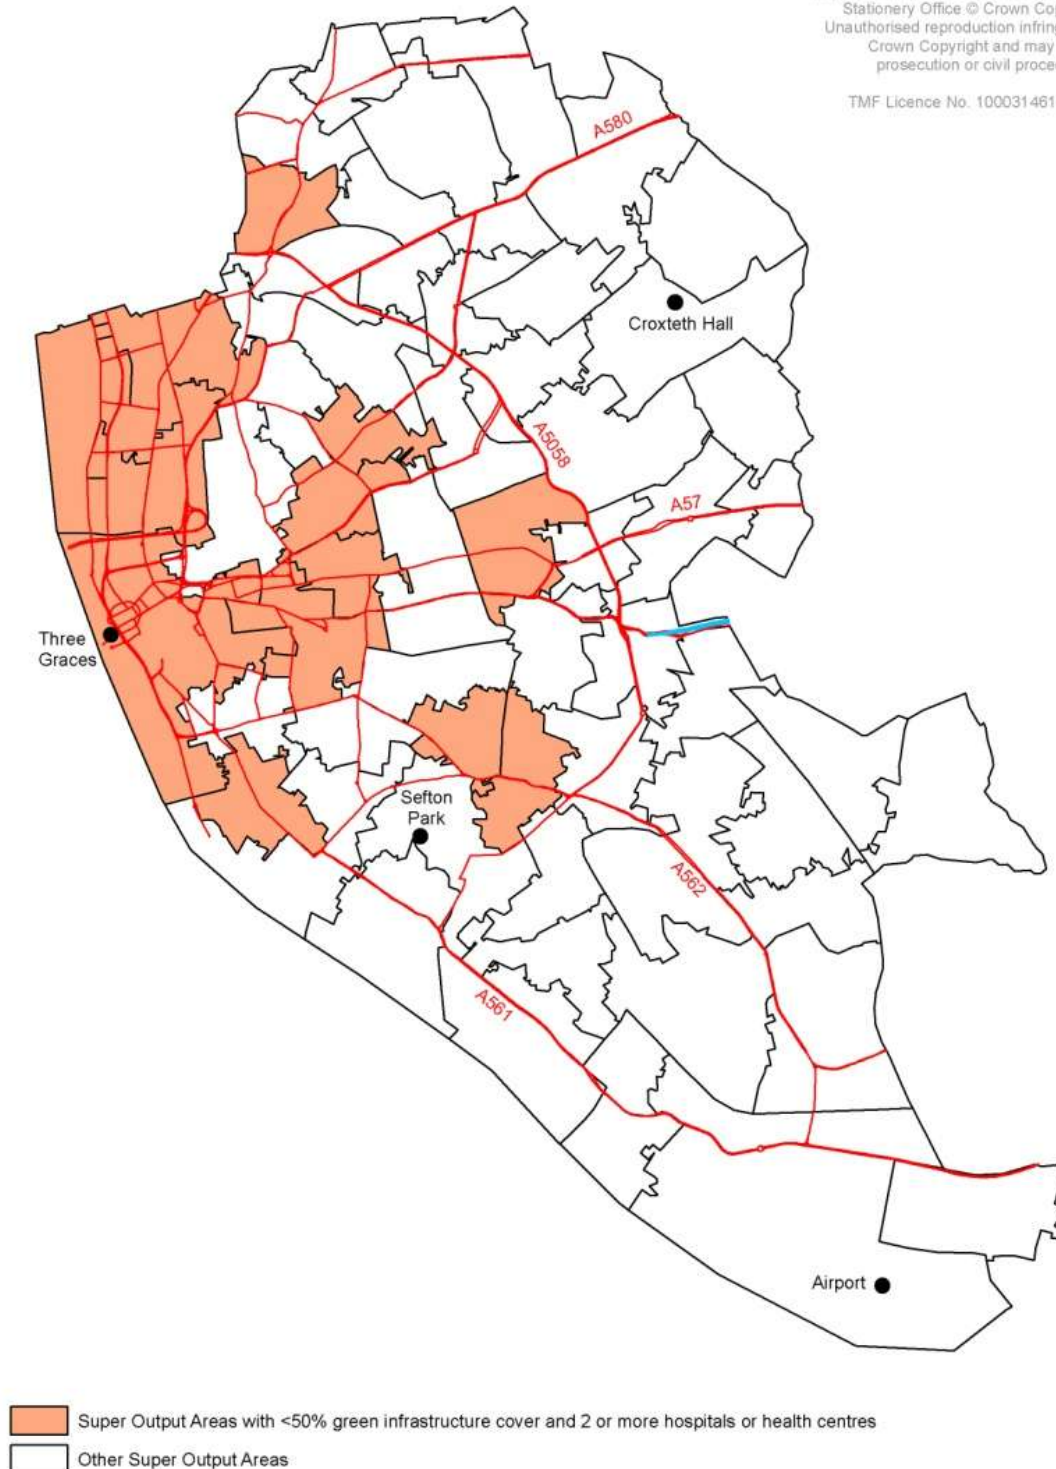 Stationery Office © Crown Cop
Unauthorised reproduction infring
Crown Copyright and may
prosecution or civil proce
TMF Licence No. 100031461
A580
Croxteth Hall
A5058
A57
Three
Graces
Sefton
Park
A562
A561
Airport
Super Output Areas with <50% green infrastructure cover and 2 or more hospitals or health centres
Other Super Output Areas